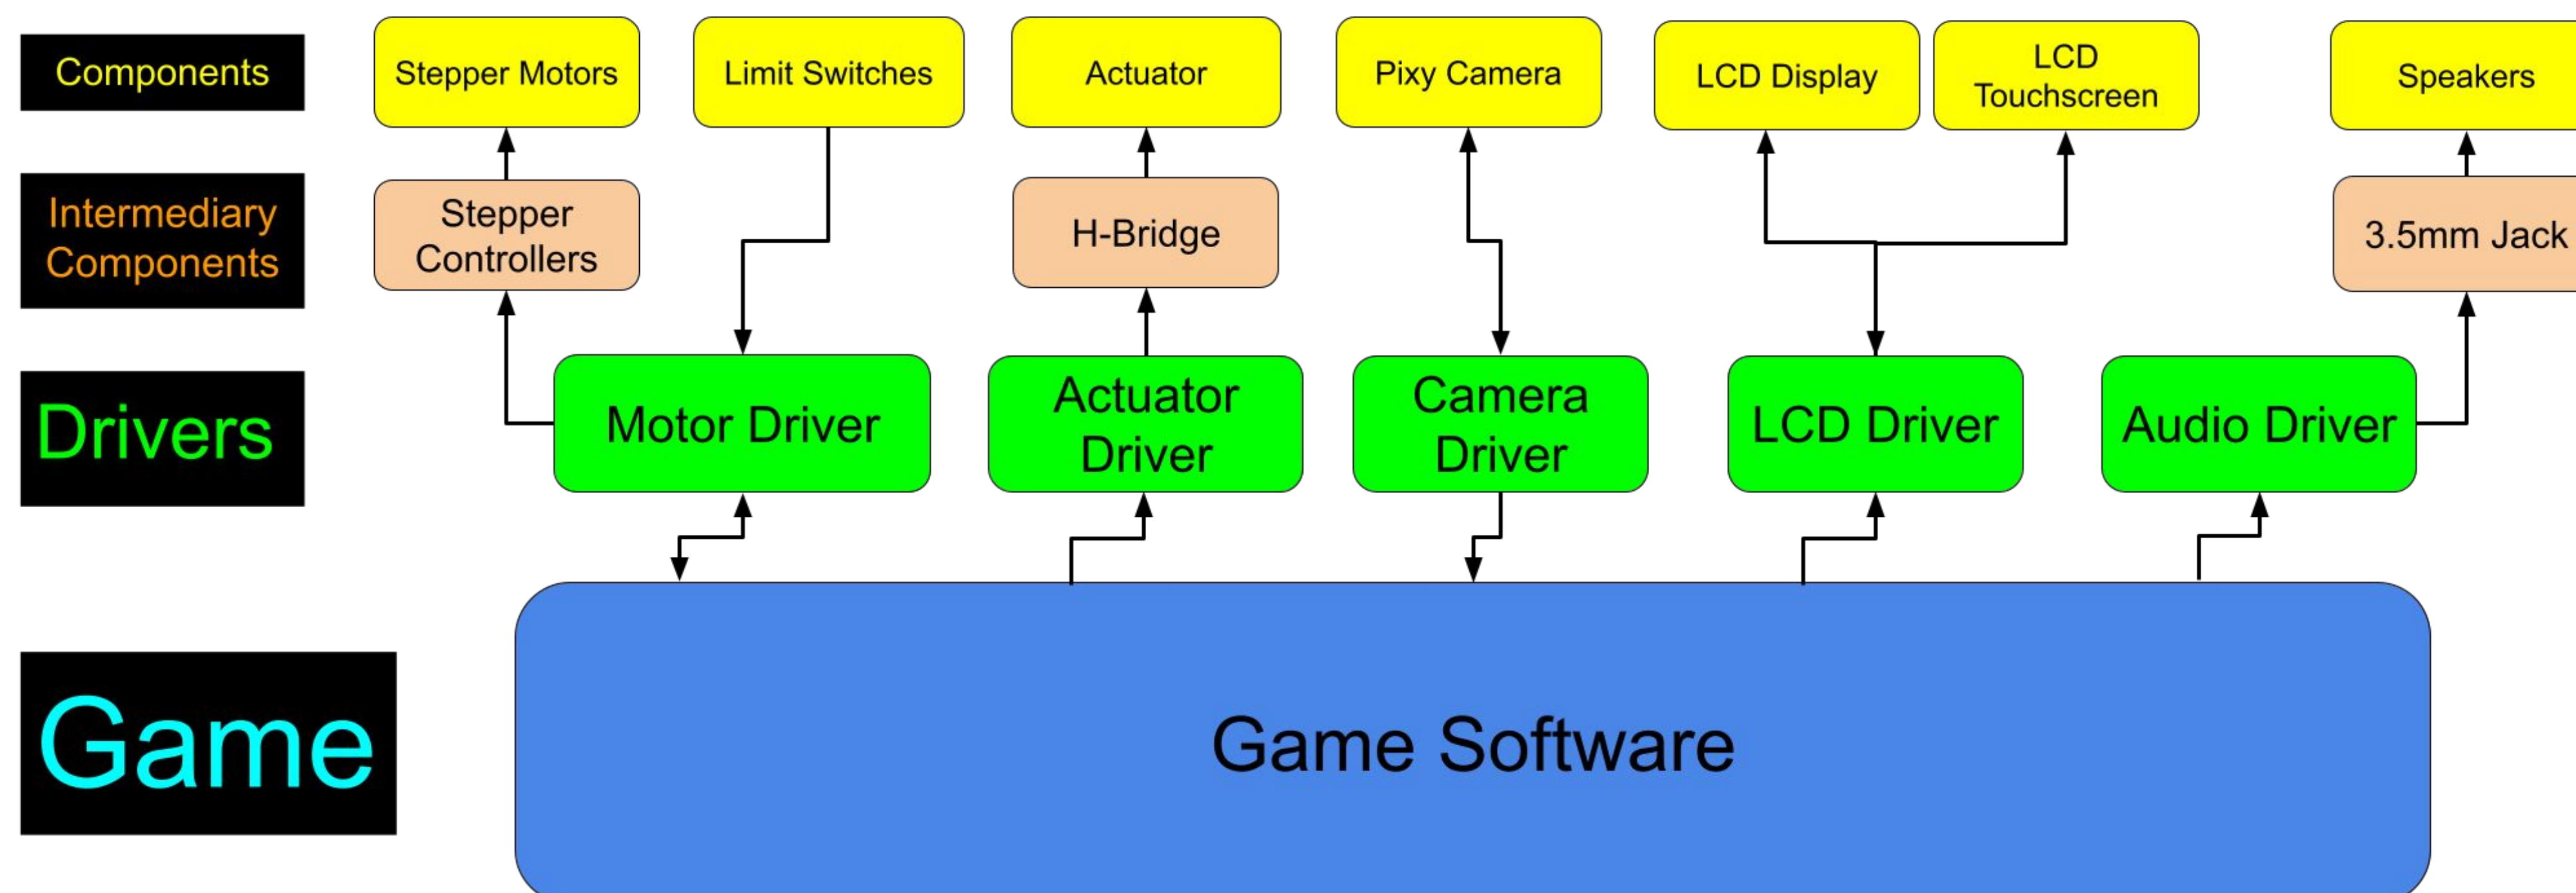 Components
Stepper Motors
Limit Switches
Actuator
Pixy Camera
LCD Display
LCD
Touchscreen
Speakers
Intermediary
Components
Stepper
Controllers
H-Bridge
3.5mm Jack
Drivers
Motor Driver
Actuator
Driver
Camera
Driver
LCD Driver
Audio Driver
Game
Game Software